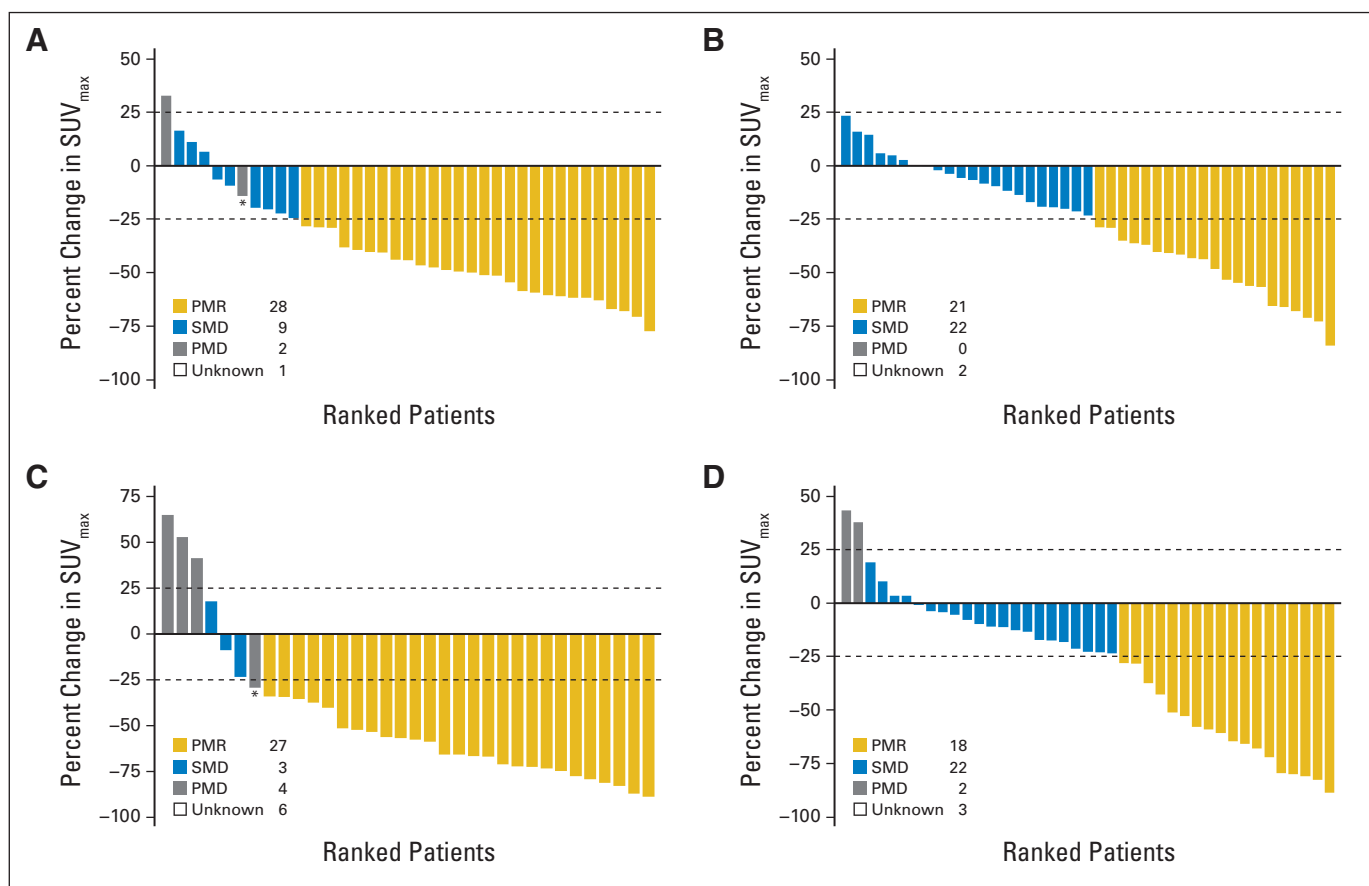 A
Percent Change in SUVmax
50
25
0
−25
−50
−75
−100
*
PMR 28
SMD 9
PMD 2
Unknown 1
Ranked Patients
B
Percent Change in SUVmax
50
25
0
−25
−50
−75
−100
PMR 21
SMD 22
PMD 0
Unknown 2
Ranked Patients
C
Percent Change in SUVmax
75
50
25
0
−25
−50
−75
−100
*
PMR 27
SMD 3
PMD 4
Unknown 6
Ranked Patients
D
Percent Change in SUVmax
50
25
0
−25
−50
−75
−100
PMR 18
SMD 22
PMD 2
Unknown 3
Ranked Patients